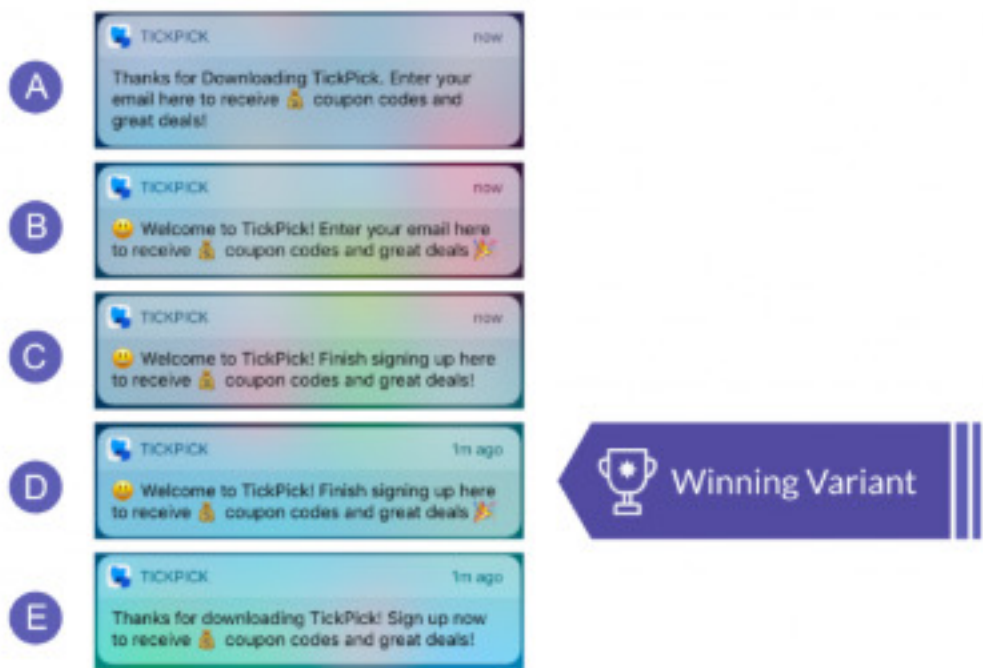 A
TICKPICK now
Thanks for Downloading TickPick. Enter your
email here to receive 💰 coupon codes and
great deals!
B
TICKPICK now
😃 Welcome to TickPick! Enter your email here
to receive 💰 coupon codes and great deals 🎉
C
TICKPICK now
😃 Welcome to TickPick! Finish signing up here
to receive 💰 coupon codes and great deals!
D
TICKPICK 1m ago
😃 Welcome to TickPick! Finish signing up here
to receive 💰 coupon codes and great deals 🎉
Winning Variant
E
TICKPICK 1m ago
Thanks for downloading TickPick! Sign up now
to receive 💰 coupon codes and great deals!